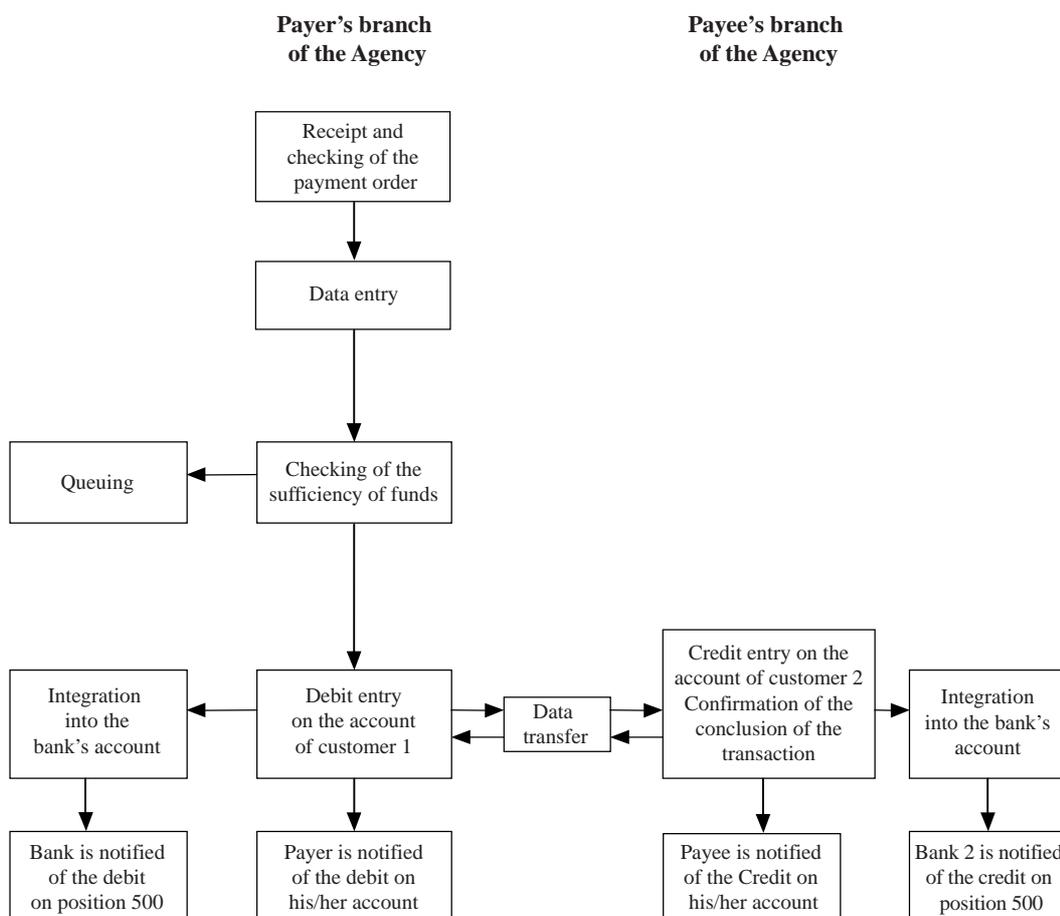 Payer's branch
of the Agency
Payee's branch
of the Agency
Receipt and
checking of the
payment order
Data entry
Queuing
Checking of the
sufficiency of funds
Integration
into the
bank's account
Debit entry
on the account
of customer 1
Data
transfer
Credit entry on the
account of customer 2
Confirmation of the
conclusion of the
transaction
Integration
into the bank's
account
Bank is notified
of the debit
on position 500
Payer is notified
of the debit on
his/her account
Payee is notified
of the Credit on
his/her account
Bank 2 is notified
of the credit on
position 500